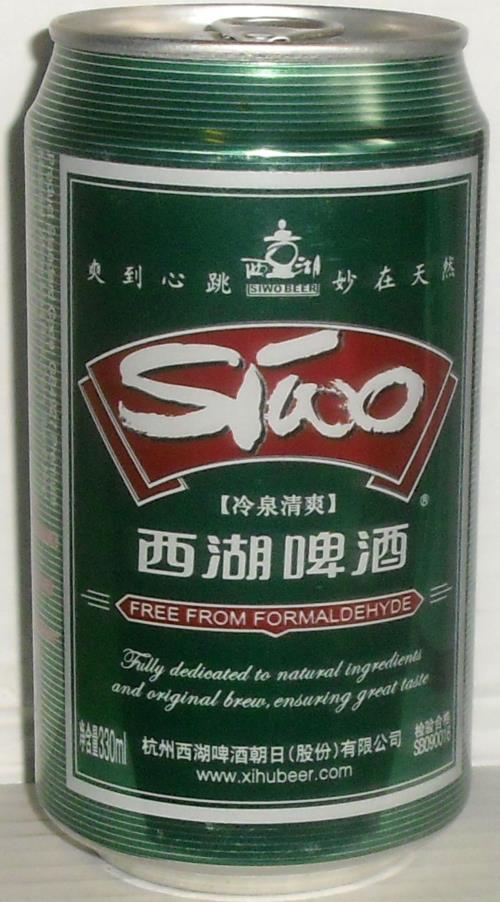 西湖
SIWO BEER
爽到心跳 妙在天然
Siwo
®
【冷泉清爽】
西湖啤酒
FREE FROM FORMALDEHYDE
Fully dedicated to natural ingredients
and original brew, ensuring great taste
净含量330ml
杭州西湖啤酒朝日(股份)有限公司
www.xihubeer.com
检验合格